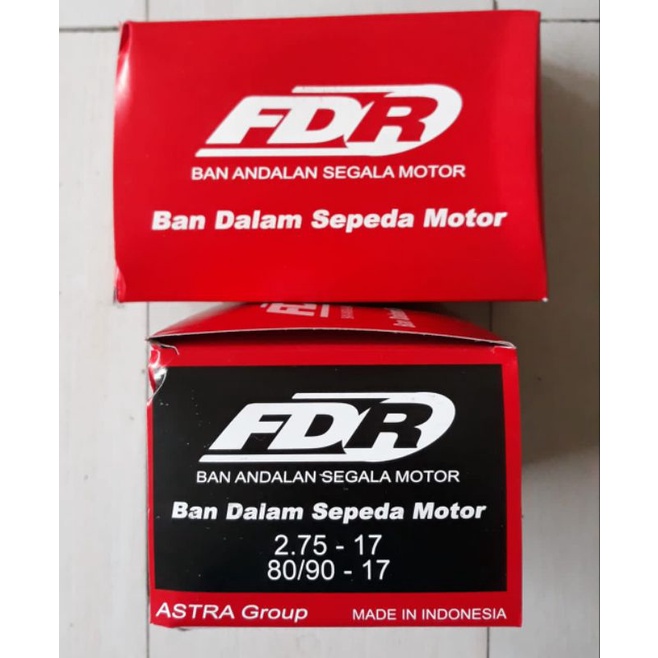 FDR
BAN ANDALAN SEGALA MOTOR
Ban Dalam Sepeda Motor
FDR
BAN ANDALAN SEGALA MOTOR
Ban Dalam Sepeda Motor
2.75 - 17
80/90 - 17
ASTRA Group MADE IN INDONESIA